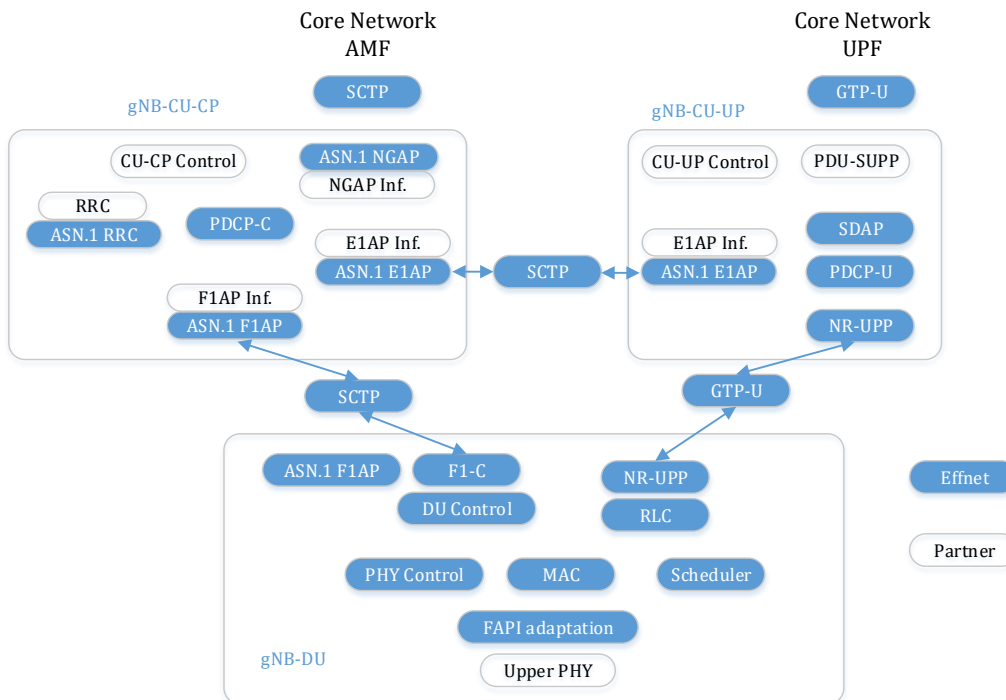 Core Network
AMF
Core Network
UPF
SCTP
GTP-U
gNB-CU-CP
gNB-CU-UP
CU-CP Control
ASN.1 NGAP
NGAP Inf.
RRC
ASN.1 RRC
PDCP-C
E1AP Inf.
ASN.1 E1AP
F1AP Inf.
ASN.1 F1AP
SCTP
CU-UP Control
PDU-SUPP
E1AP Inf.
ASN.1 E1AP
SDAP
PDCP-U
NR-UPP
SCTP
GTP-U
ASN.1 F1AP
F1-C
DU Control
NR-UPP
RLC
PHY Control
MAC
Scheduler
FAPI adaptation
Upper PHY
gNB-DU
Effnet
Partner